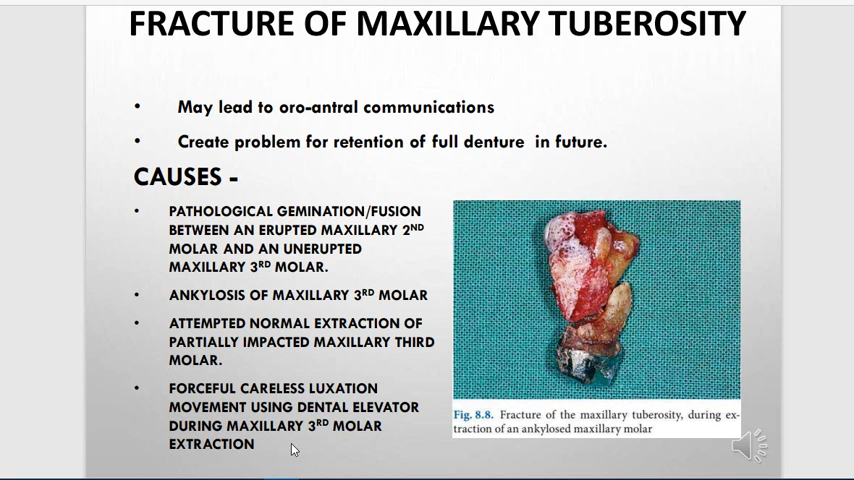 FRACTURE OF MAXILLARY TUBEROSITY
• May lead to oro-antral communications
• Create problem for retention of full denture in future.
CAUSES -
• PATHOLOGICAL GEMINATION/FUSION
BETWEEN AN ERUPTED MAXILLARY 2ND
MOLAR AND AN UNERUPTED
MAXILLARY 3RD MOLAR.
• ANKYLOSIS OF MAXILLARY 3RD MOLAR
• ATTEMPTED NORMAL EXTRACTION OF
PARTIALLY IMPACTED MAXILLARY THIRD
MOLAR.
• FORCEFUL CARELESS LUXATION
MOVEMENT USING DENTAL ELEVATOR
DURING MAXILLARY 3RD MOLAR
EXTRACTION
Fig. 8.8. Fracture of the maxillary tuberosity, during ex-
traction of an ankylosed maxillary molar